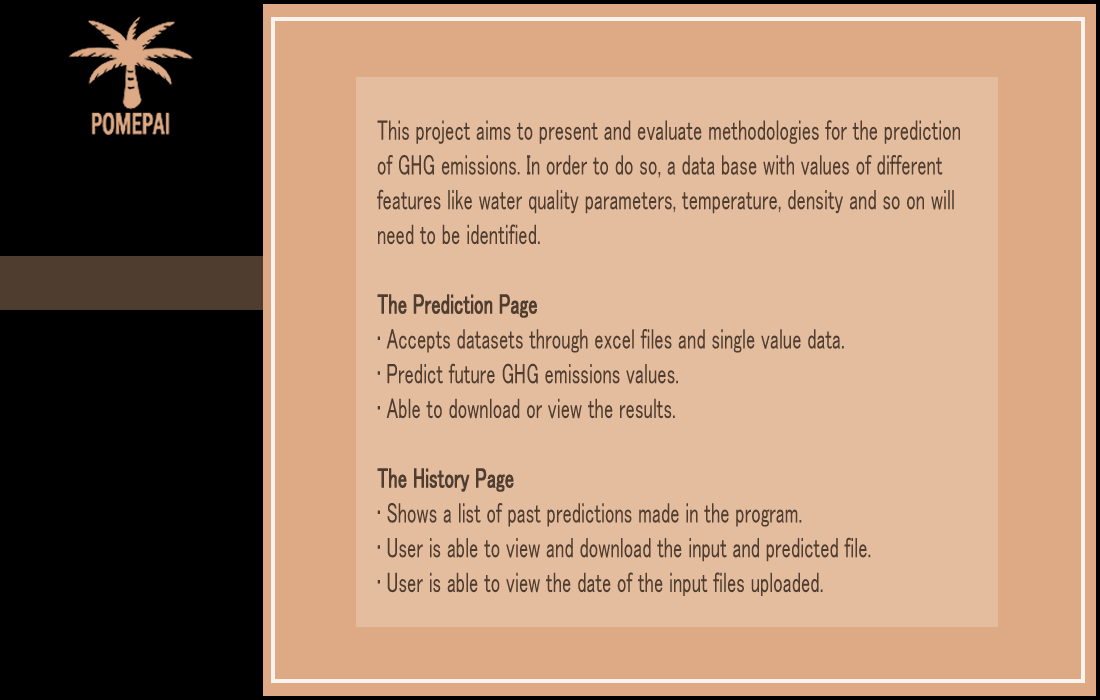 POMEPAI
This project aims to present and evaluate methodologies for the prediction
of GHG emissions. In order to do so, a data base with values of different
features like water quality parameters, temperature, density and so on will
need to be identified.
The Prediction Page
· Accepts datasets through excel files and single value data.
· Predict future GHG emissions values.
· Able to download or view the results.
The History Page
· Shows a list of past predictions made in the program.
· User is able to view and download the input and predicted file.
· User is able to view the date of the input files uploaded.